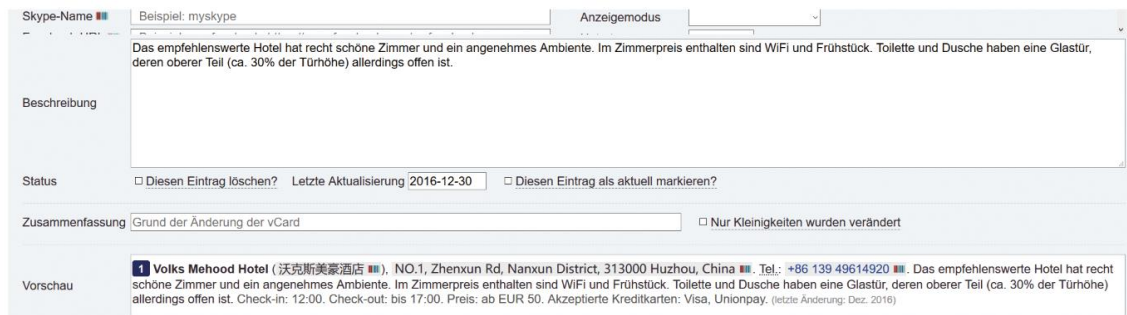 Skype-Name Beispiel: myskype Anzeigemodus
Das empfehlenswerte Hotel hat recht schöne Zimmer und ein angenehmes Ambiente. Im Zimmerpreis enthalten sind WiFi und Frühstück. Toilette und Dusche haben eine Glastür,
deren oberer Teil (ca. 30% der Türhöhe) allerdings offen ist.
Beschreibung
Status Diesen Eintrag löschen? Letzte Aktualisierung 2016-12-30 Diesen Eintrag als aktuell markieren?
Zusammenfassung Grund der Änderung der vCard Nur Kleinigkeiten wurden verändert
1 Volks Mehood Hotel (沃克斯美豪酒店), NO.1, Zhenxun Rd, Nanxun District, 313000 Huzhou, China. Tel.: +86 139 49614920. Das empfehlenswerte Hotel hat recht
Vorschau schöne Zimmer und ein angenehmes Ambiente. Im Zimmerpreis enthalten sind WiFi und Frühstück. Toilette und Dusche haben eine Glastür, deren oberer Teil (ca. 30% der Türhöhe)
allerdings offen ist. Check-in: 12:00. Check-out: bis 17:00. Preis: ab EUR 50. Akzeptierte Kreditkarten: Visa, Unionpay. (letzte Änderung: Dez. 2016)